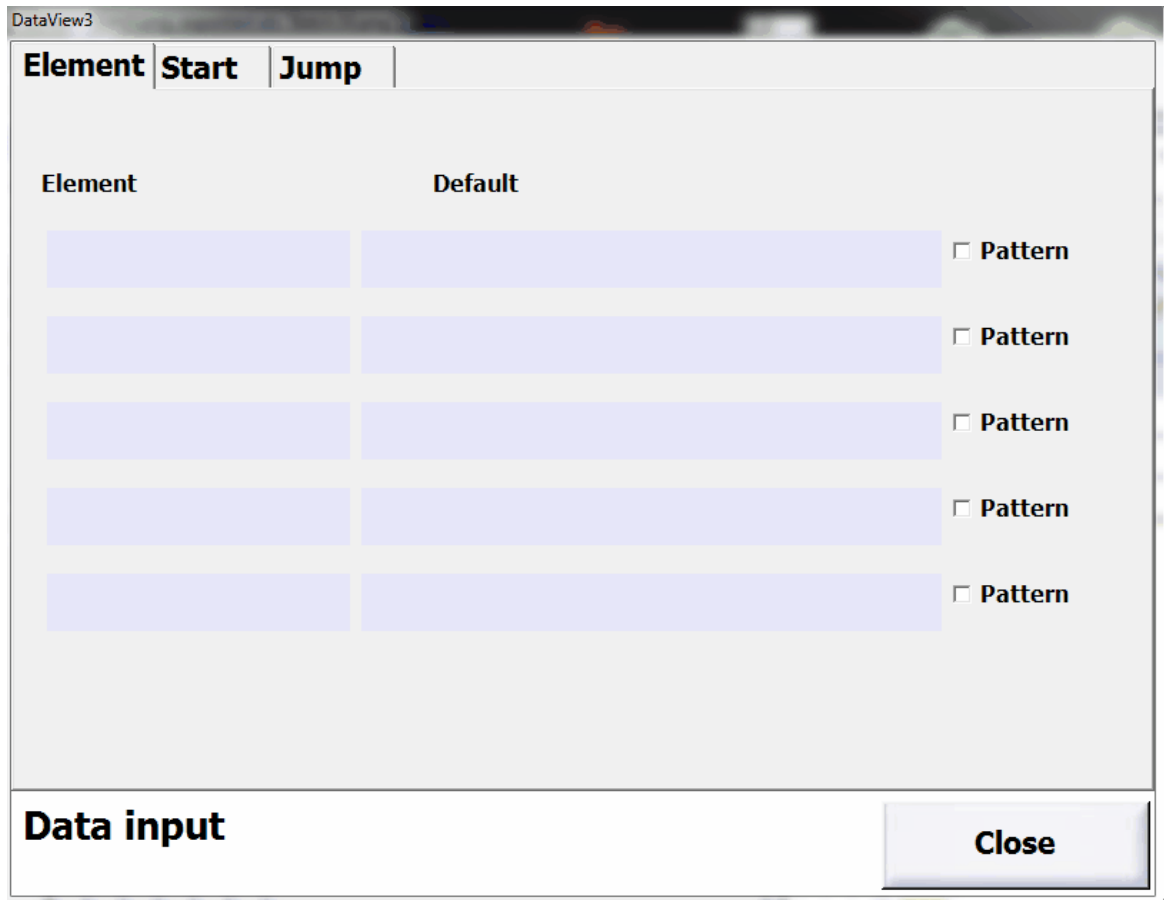 DataView3
Element Start Jump
Element Default
Pattern
Pattern
Pattern
Pattern
Pattern
Data input Close